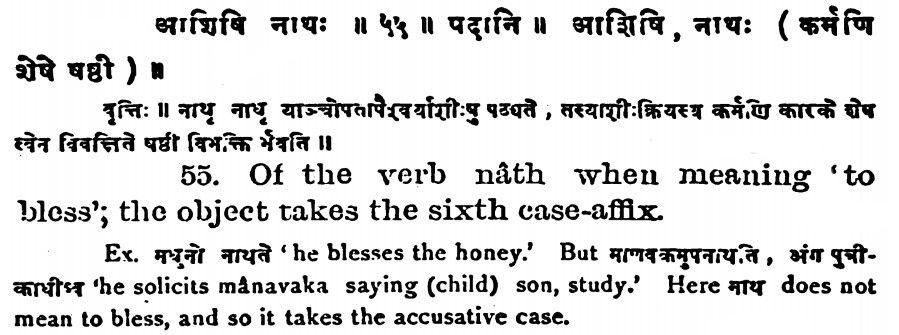 आशिषि नाथः ॥ ५५ ॥ पदानि ॥ आशिषि, नाथः ( कर्मणि
शेषे षष्ठी ) ॥
वृत्तिः ॥ नाथृ नाधृ याञ्चोपतापैश्वर्याशीःषु पठ्यते, तस्याशीःक्रियस्य कर्मणि कारके शेष
त्वेन विवक्षिते षष्ठी विभक्ति र्भवति ॥
55. Of the verb nâth when meaning 'to
bless'; the object takes the sixth case-affix.
Ex. मधुनो नाथते 'he blesses the honey.' But माणवकमुपनाथति, अंग पुत्री-
काधीष्व 'he solicits mânavaka saying (child) son, study.' Here नाथ does not
mean to bless, and so it takes the accusative case.